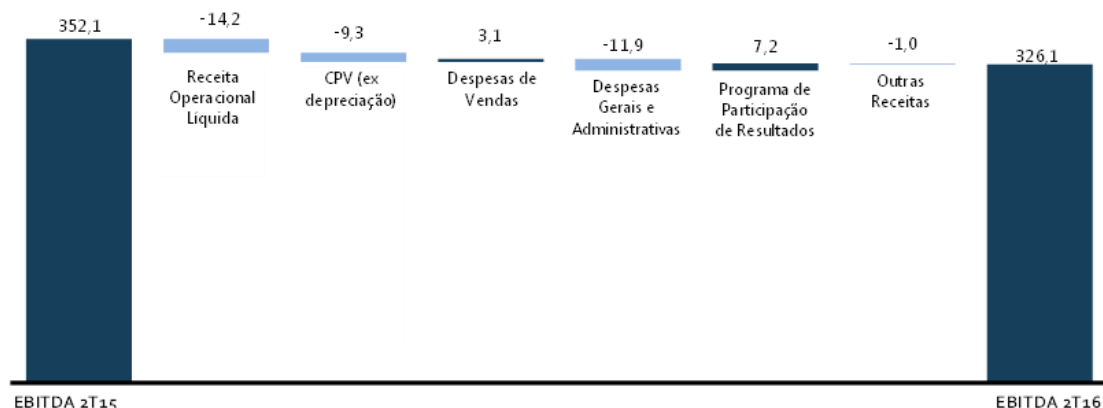 352,1
-14,2
-9,3
3,1
-11,9
7,2
-1,0
326,1
Receita
Operacional
Líquida
CPV (ex
depreciação)
Despesas de
Vendas
Despesas
Gerais e
Administrativas
Programa de
Participação
de Resultados
Outras
Receitas
EBITDA 2T15
EBITDA 2T16